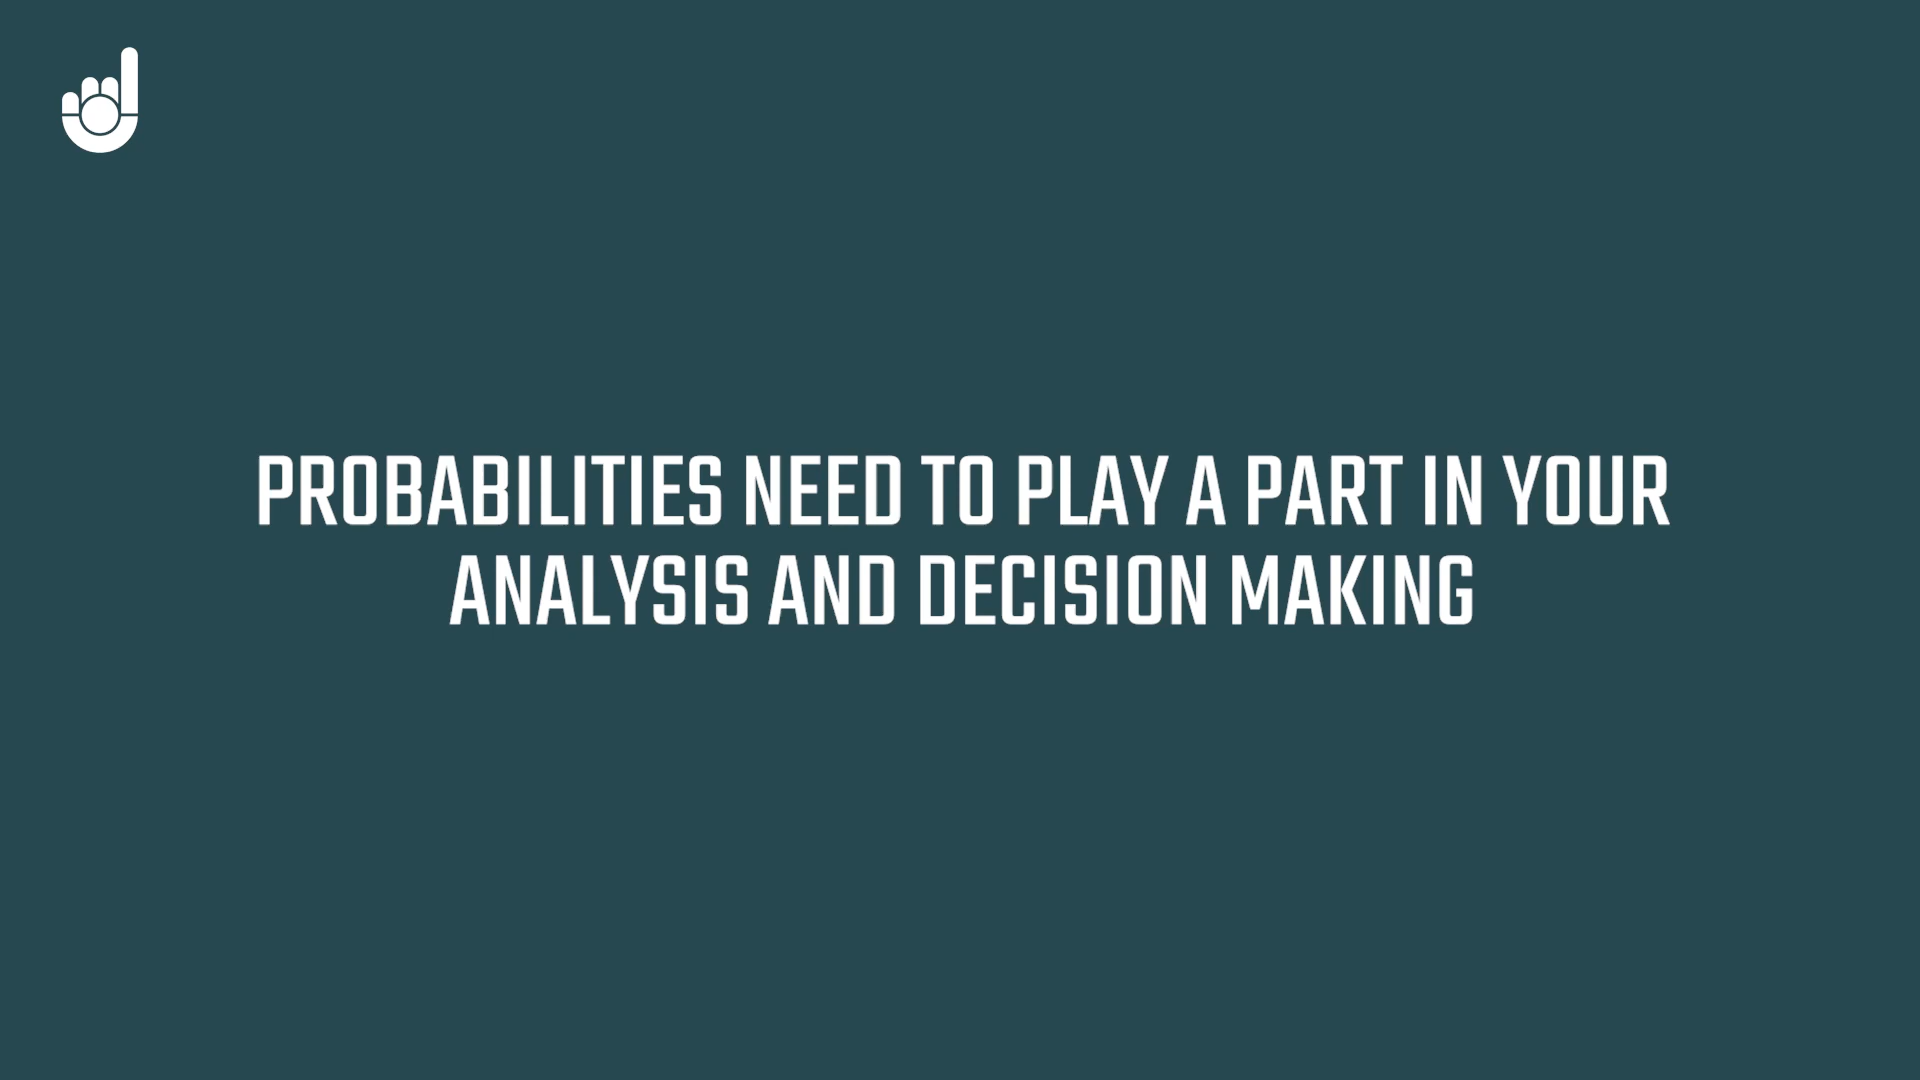 PROBABILITIES NEED TO PLAY A PART IN YOUR
ANALYSIS AND DECISION MAKING